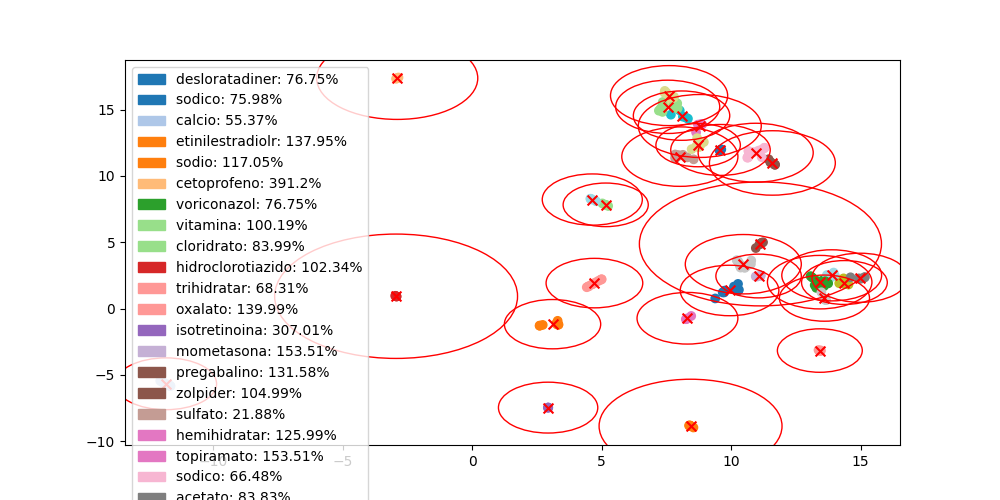 desloratadiner: 76.75%
sodico: 75.98%
calcio: 55.37%
etinilestradiolr: 137.95%
sodio: 117.05%
cetoprofeno: 391.2%
voriconazol: 76.75%
vitamina: 100.19%
cloridrato: 83.99%
hidroclorotiazido: 102.34%
trihidratar: 68.31%
oxalato: 139.99%
isotretinoina: 307.01%
mometasona: 153.51%
pregabalino: 131.58%
zolpider: 104.99%
sulfato: 21.88%
hemihidratar: 125.99%
topiramato: 153.51%
sodico: 66.48%
acetato: 83.83%
15
10
5
0
−5
−10
−10 −5 0 5 10 15